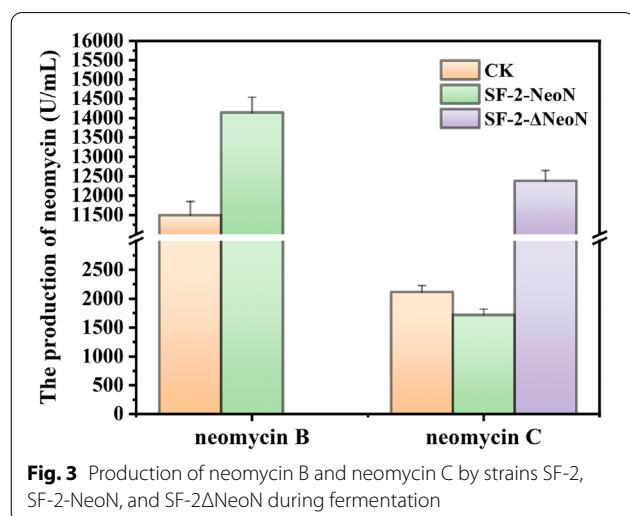 The production of neomycin (U/mL)
16000
15500
15000
14500
14000
13500
13000
12500
12000
11500
2500
2000
1500
1000
500
0
CK
SF-2-NeoN
SF-2-ΔNeoN
neomycin B
neomycin C
Fig. 3 Production of neomycin B and neomycin C by strains SF-2,
SF-2-NeoN, and SF-2ΔNeoN during fermentation